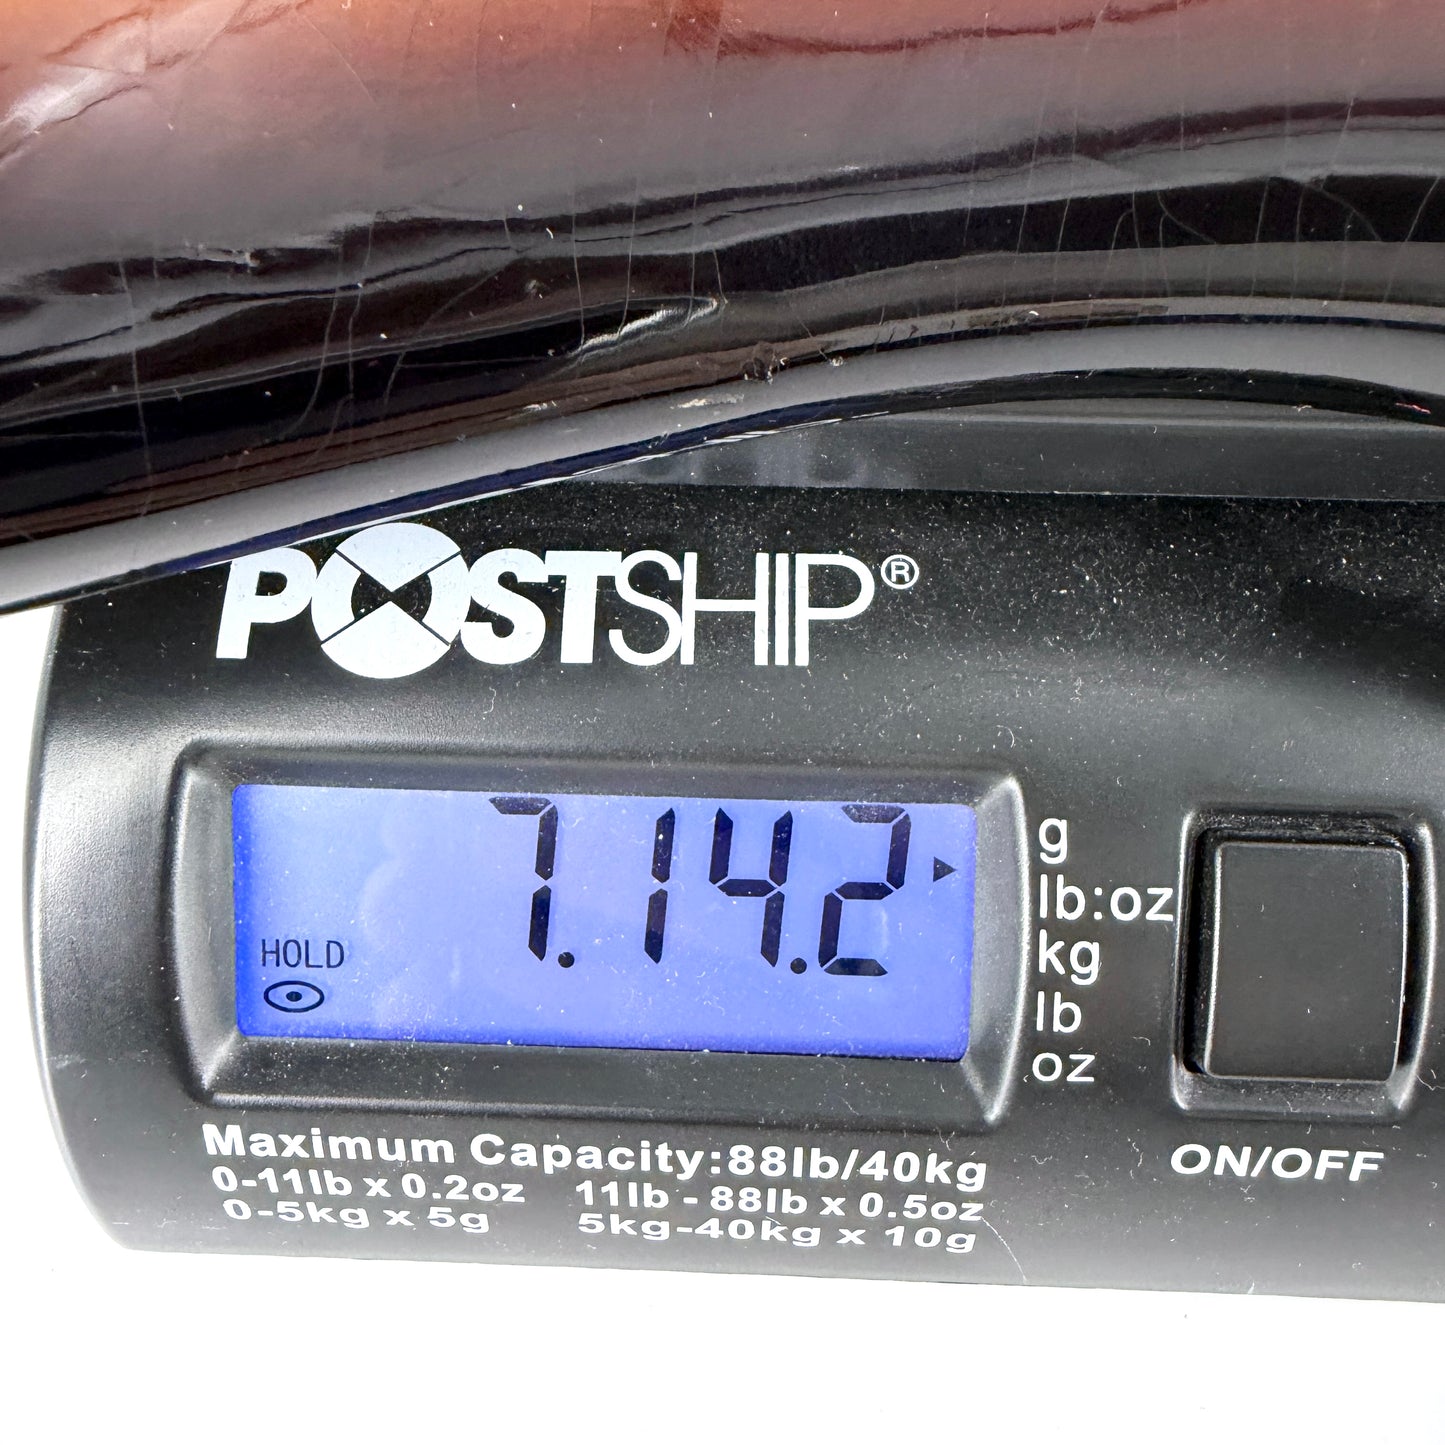 POSTSHIP®
7.14.2
g
lb:oz
kg
lb
oz
HOLD
Maximum Capacity:88lb/40kg
0-11lb x 0.2oz 11lb - 88lb x 0.5oz
0-5kg x 5g 5kg-40kg x 10g
ON/OFF